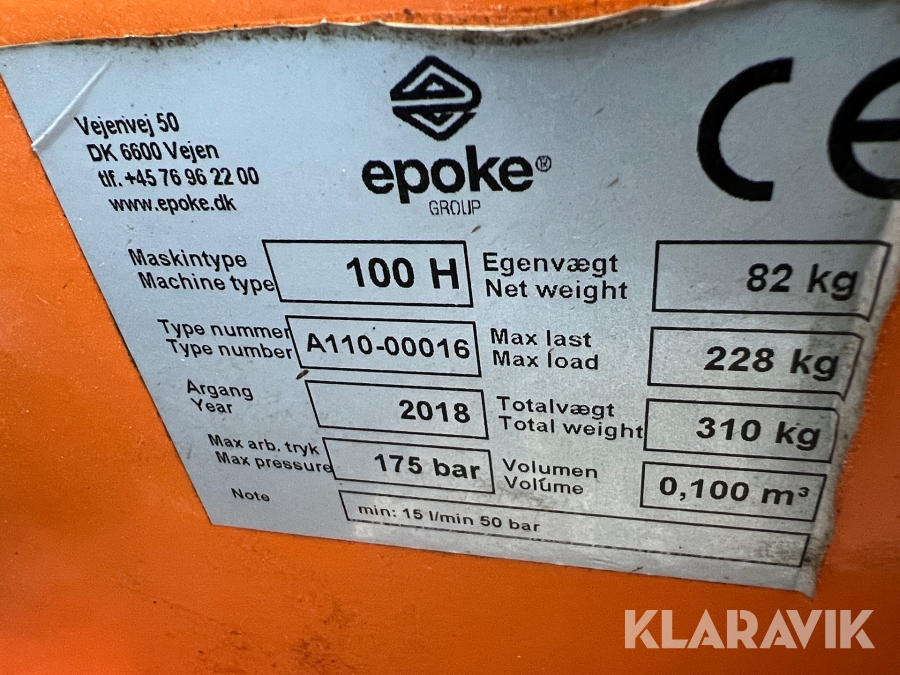 Vejenvej 50
DK 6600 Vejen
tlf. +45 76 96 22 00
www.epoke.dk
epoke®
GROUP
CE
Maskintype
Machine type
100 H
Egenvægt
Net weight
82 kg
Type nummer
Type number
A110-00016
Max last
Max load
228 kg
Argang
Year
2018
Totalvægt
Total weight
310 kg
Max arb. tryk
Max pressure
175 bar
Volumen
Volume
0,100 m³
Note
min: 15 l/min 50 bar
KLARAVIK